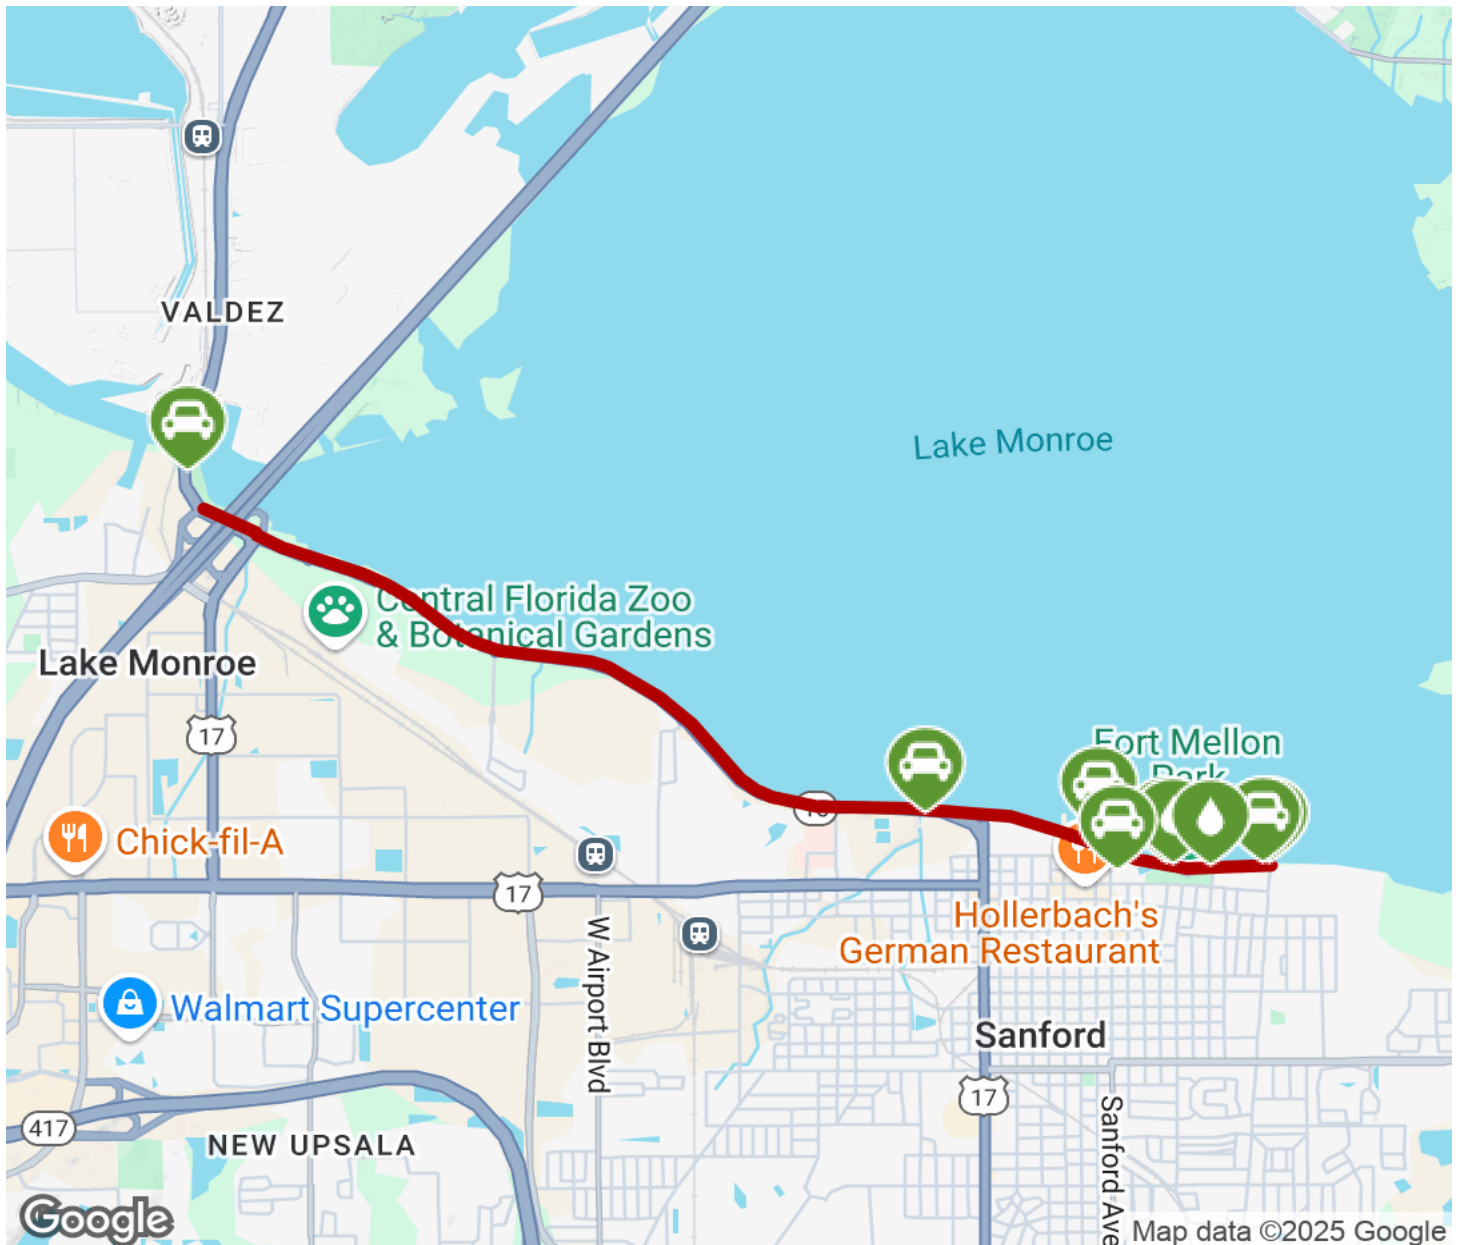 VALDEZ
Lake Monroe
Central Florida Zoo
& Botanical Gardens
Lake Monroe
17
Fort Mellon
Park
Chick-fil-A
17
Hollerbach's
German Restaurant
W Airport Blvd
Walmart Supercenter
Sanford
17
417
NEW UPSALA
Sanford Ave
Google
Map data ©2025 Google